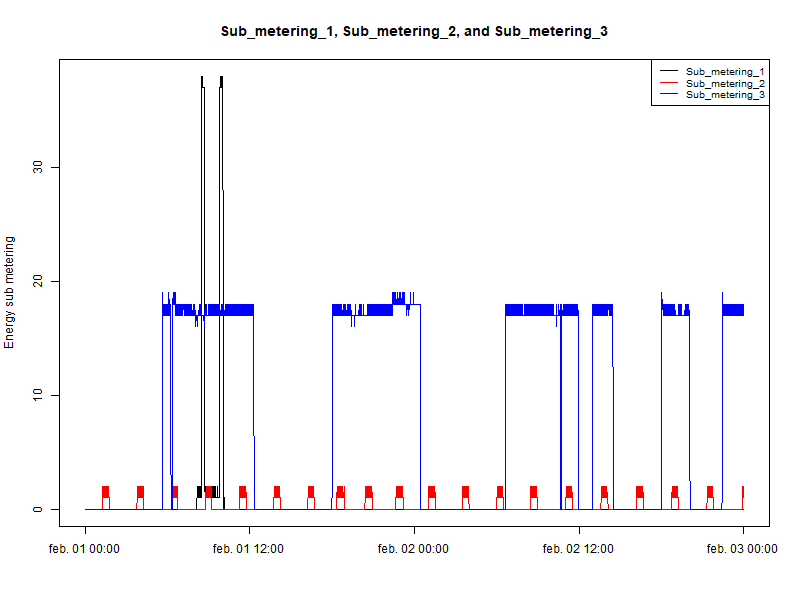 Sub_metering_1, Sub_metering_2, and Sub_metering_3
Sub_metering_1
Sub_metering_2
Sub_metering_3
Energy sub metering
30
20
10
0
feb. 01 00:00
feb. 01 12:00
feb. 02 00:00
feb. 02 12:00
feb. 03 00:00